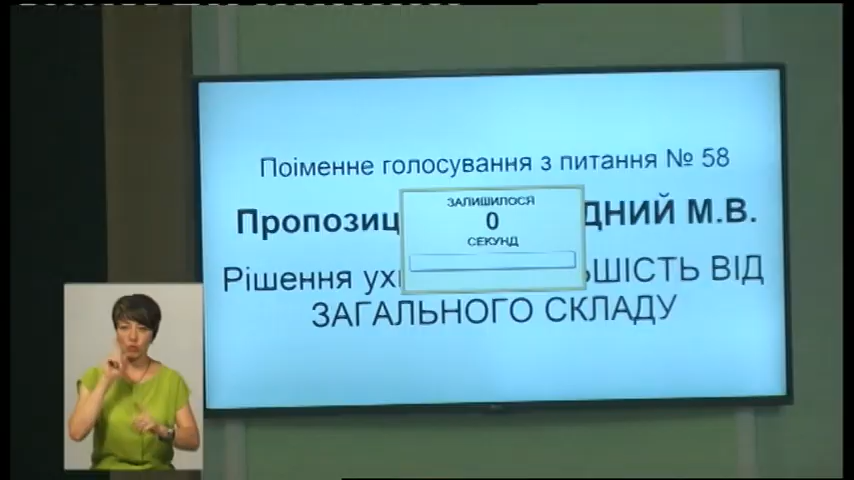 Поіменне голосування з питання № 58
Пропозиц дний М.В.
ЗАЛИШИЛОСЯ
0
СЕКУНД
Рішення ух ЬШІСТЬ ВІД
ЗАГАЛЬНОГО СКЛАДУ